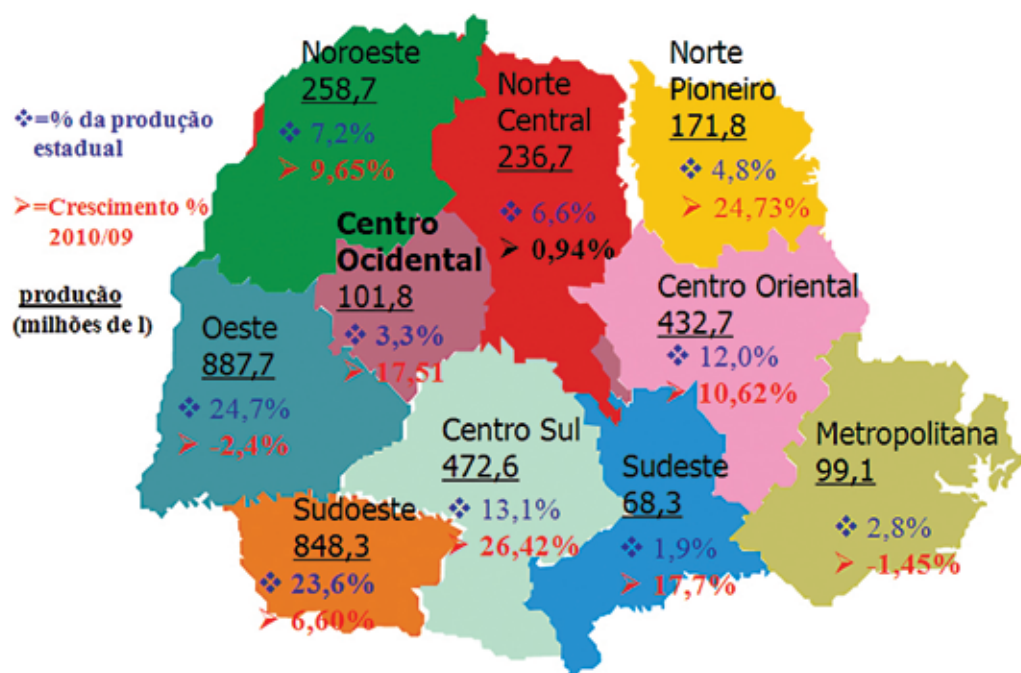 ❖=% da produção
estadual
➤=Crescimento %
2010/09
produção
(milhões de l)
Noroeste
258,7
❖ 7,2%
➤ 9,65%
Norte
Central
236,7
❖ 6,6%
➤ 0,94%
Norte
Pioneiro
171,8
❖ 4,8%
➤ 24,73%
Centro
Ocidental
101,8
❖ 3,3%
➤ 17,51
Centro Oriental
432,7
❖ 12,0%
➤ 10,62%
Oeste
887,7
❖ 24,7%
➤ -2,4%
Centro Sul
472,6
❖ 13,1%
➤ 26,42%
Sudeste
68,3
❖ 1,9%
➤ 17,7%
Metropolitana
99,1
❖ 2,8%
➤ -1,45%
Sudoeste
848,3
❖ 23,6%
➤ 6,60%